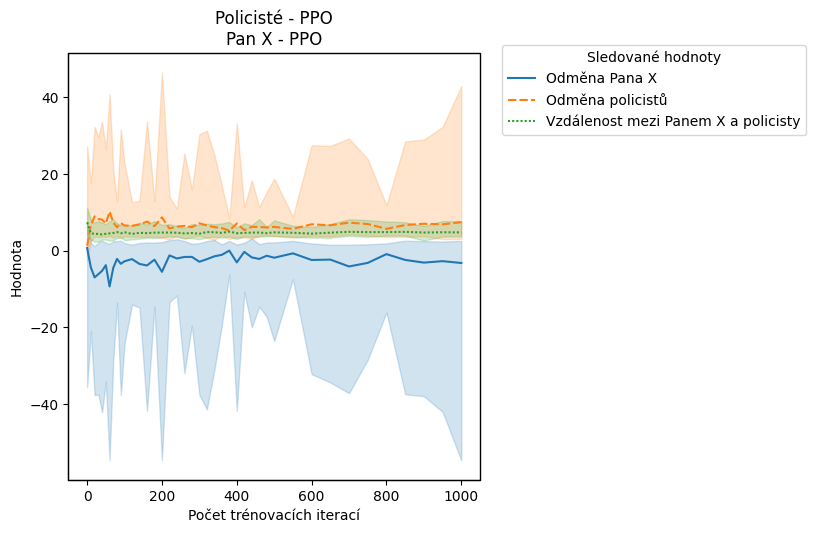 Policisté - PPO
Pan X - PPO
Sledované hodnoty
Odměna Pana X
Odměna policistů
Vzdálenost mezi Panem X a policisty
Hodnota
40
20
0
−20
−40
0 200 400 600 800 1000
Počet trénovacích iterací